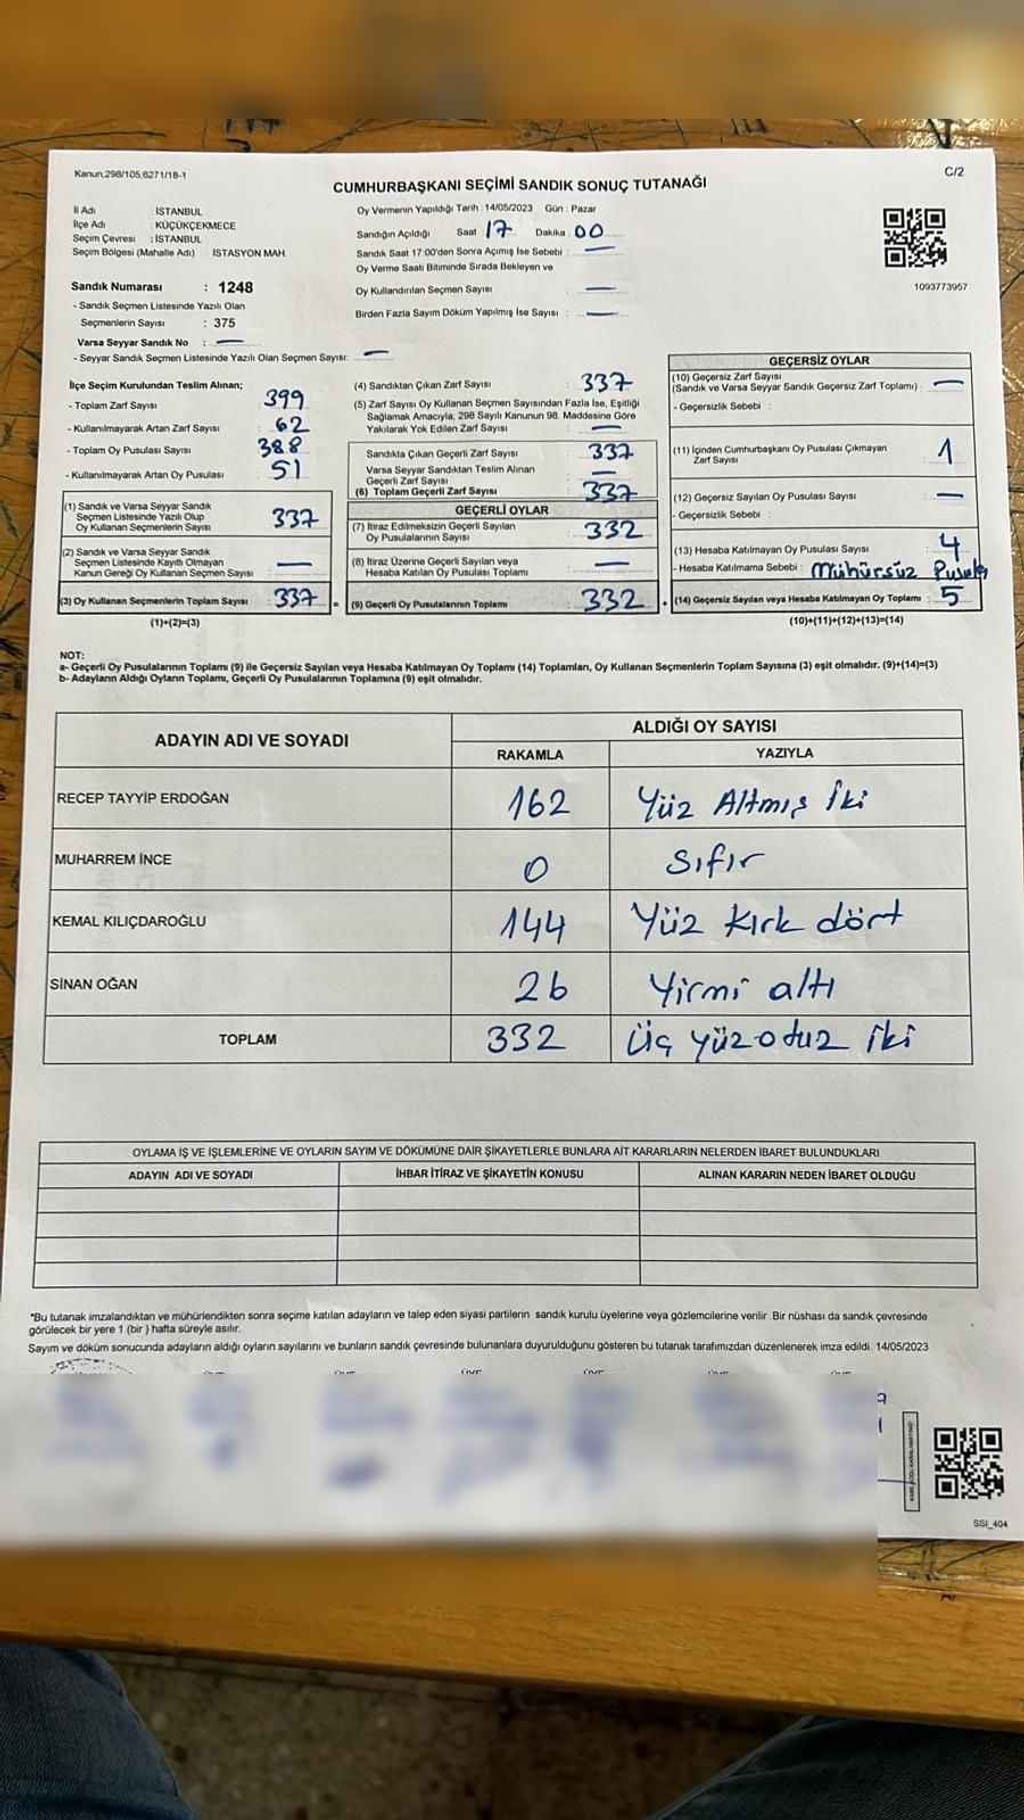 Kanun,298/105,6271/18-1
C/2
CUMHURBAŞKANI SEÇİMİ SANDIK SONUÇ TUTANAĞI
İl Adı İSTANBUL
İlçe Adı KÜÇÜKÇEKMECE
Seçim Çevresi : İSTANBUL
Seçim Bölgesi (Mahalle Adı) İSTASYON MAH.
Sandık Numarası : 1248
- Sandık Seçmen Listesinde Yazılı Olan
Seçmenlerin Sayısı : 375
Varsa Seyyar Sandık No : —
- Seyyar Sandık Seçmen Listesinde Yazılı Olan Seçmen Sayısı: —
Oy Vermenin Yapıldığı Tarih : 14/05/2023 Gün : Pazar
Sandığın Açıldığı Saat 17 Dakika 00
Sandık Saat 17:00'den Sonra Açılmış İse Sebebi : —
Oy Verme Saati Bitiminde Sırada Bekleyen ve
Oy Kullandırılan Seçmen Sayısı : —
Birden Fazla Sayım Döküm Yapılmış İse Sayısı : —
1093773957
İlçe Seçim Kurulundan Teslim Alınan;
- Toplam Zarf Sayısı 399
- Kullanılmayarak Artan Zarf Sayısı 62
- Toplam Oy Pusulası Sayısı 388
- Kullanılmayarak Artan Oy Pusulası 51
(1) Sandık ve Varsa Seyyar Sandık
Seçmen Listesinde Yazılı Olup
Oy Kullanan Seçmenlerin Sayısı 337
(2) Sandık ve Varsa Seyyar Sandık
Seçmen Listesinde Kayıtlı Olmayan
Kanun Gereği Oy Kullanan Seçmen Sayısı —
(3) Oy Kullanan Seçmenlerin Toplam Sayısı 337
(1)+(2)=(3)
(4) Sandıktan Çıkan Zarf Sayısı 337
(5) Zarf Sayısı Oy Kullanan Seçmen Sayısından Fazla İse, Eşitliği
Sağlamak Amacıyla, 298 Sayılı Kanunun 98. Maddesine Göre
Yakılarak Yok Edilen Zarf Sayısı —
Sandıkta Çıkan Geçerli Zarf Sayısı 337
Varsa Seyyar Sandıktan Teslim Alınan
Geçerli Zarf Sayısı —
(6) Toplam Geçerli Zarf Sayısı 337
GEÇERLİ OYLAR
(7) İtiraz Edilmeksizin Geçerli Sayılan
Oy Pusulalarının Sayısı 332
(8) İtiraz Üzerine Geçerli Sayılan veya
Hesaba Katılan Oy Pusulası Toplamı —
= (9) Geçerli Oy Pusulalarının Toplamı 332
GEÇERSİZ OYLAR
(10) Geçersiz Zarf Sayısı
(Sandık ve Varsa Seyyar Sandık Geçersiz Zarf Toplamı) : —
- Geçersizlik Sebebi :
(11) İçinden Cumhurbaşkanı Oy Pusulası Çıkmayan
Zarf Sayısı 1
(12) Geçersiz Sayılan Oy Pusulası Sayısı —
- Geçersizlik Sebebi :
(13) Hesaba Katılmayan Oy Pusulası Sayısı 4
- Hesaba Katılmama Sebebi : Mühürsüz Pusula
+ (14) Geçersiz Sayılan veya Hesaba Katılmayan Oy Toplamı : 5
(10)+(11)+(12)+(13)=(14)
NOT:
a- Geçerli Oy Pusulalarının Toplamı (9) ile Geçersiz Sayılan veya Hesaba Katılmayan Oy Toplamı (14) Toplamları, Oy Kullanan Seçmenlerin Toplam Sayısına (3) eşit olmalıdır. (9)+(14)=(3)
b- Adayların Aldığı Oyların Toplamı, Geçerli Oy Pusulalarının Toplamına (9) eşit olmalıdır.
ADAYIN ADI VE SOYADI
ALDIĞI OY SAYISI
RAKAMLA YAZIYLA
RECEP TAYYİP ERDOĞAN 162 Yüz Altmış İki
MUHARREM İNCE 0 Sıfır
KEMAL KILIÇDAROĞLU 144 Yüz Kırk dört
SİNAN OĞAN 26 Yirmi altı
TOPLAM 332 Üç yüz otuz iki
OYLAMA İŞ VE İŞLEMLERİNE VE OYLARIN SAYIM VE DÖKÜMÜNE DAİR ŞİKAYETLERLE BUNLARA AİT KARARLARIN NELERDEN İBARET BULUNDUKLARI
ADAYIN ADI VE SOYADI İHBAR İTİRAZ VE ŞİKAYETİN KONUSU ALINAN KARARIN NEDEN İBARET OLDUĞU
*Bu tutanak imzalandıktan ve mühürlendikten sonra seçime katılan adayların ve talep eden siyasi partilerin sandık kurulu üyelerine veya gözlemcilerine verilir. Bir nüshası da sandık çevresinde
görülecek bir yere 1 (bir ) hafta süreyle asılır.
Sayım ve döküm sonucunda adayların aldığı oyların sayılarını ve bunların sandık çevresinde bulunanlara duyurulduğunu gösteren bu tutanak tarafımızdan düzenlenerek imza edildi. 14/05/2023
SSI_404